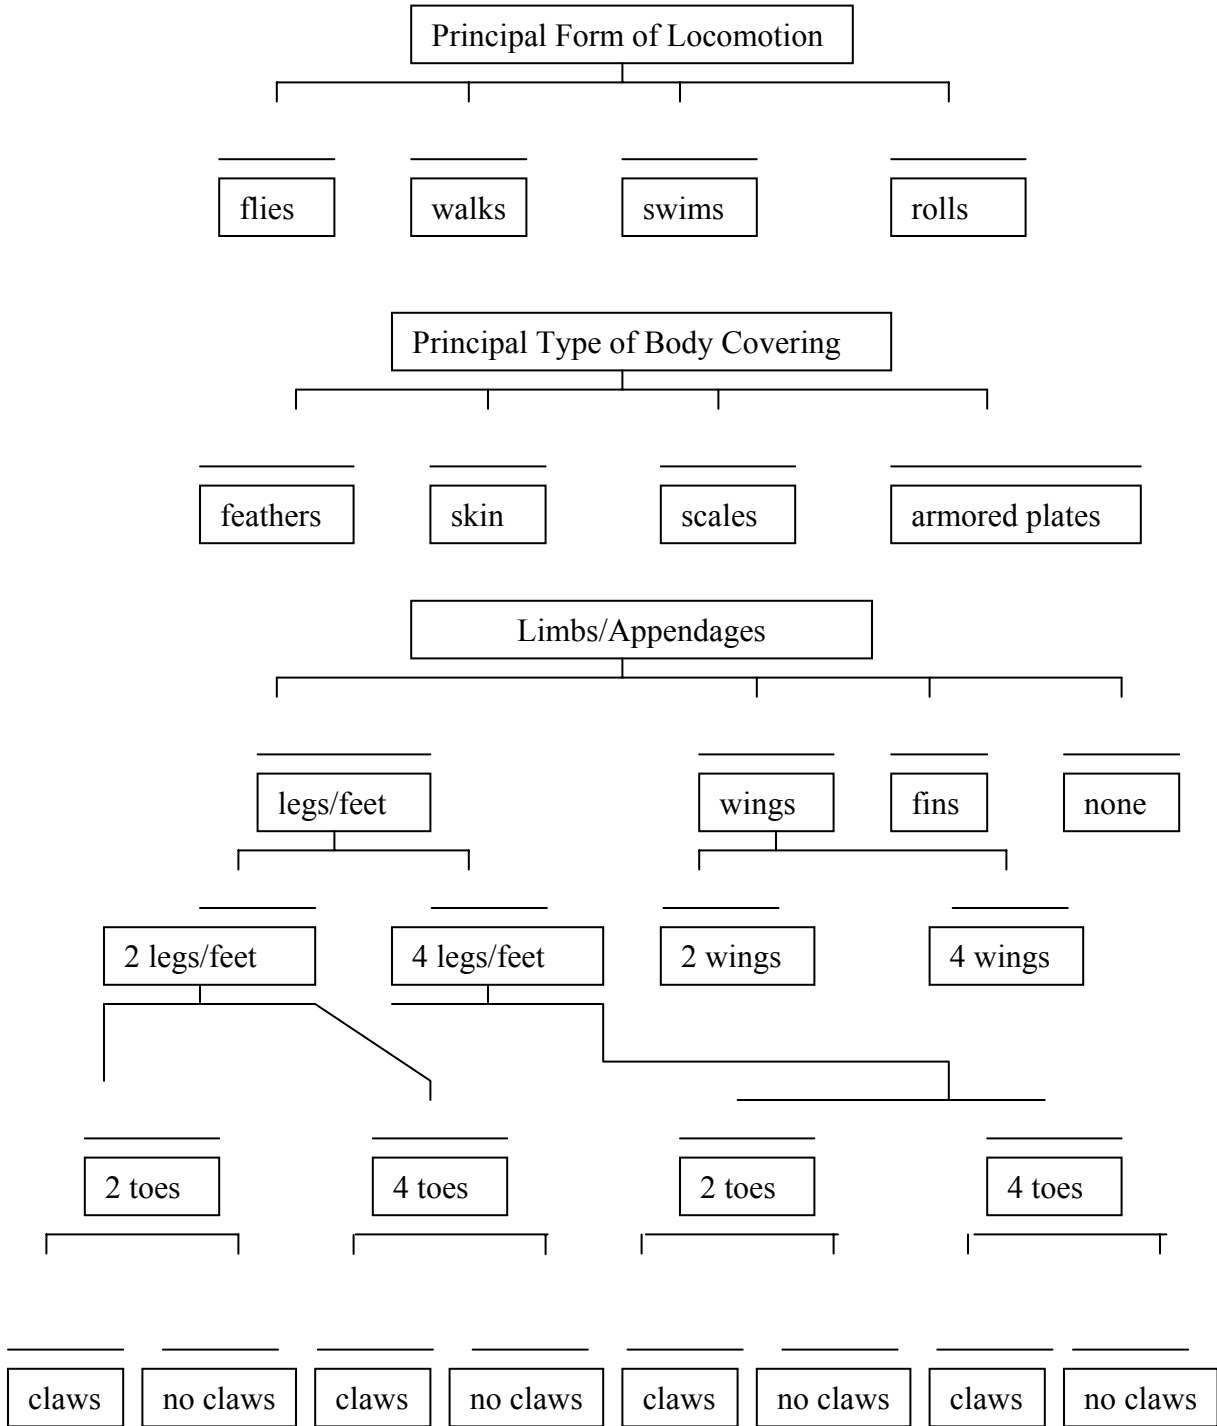 Principal Form of Locomotion
flies walks swims rolls
Principal Type of Body Covering
feathers skin scales armored plates
Limbs/Appendages
legs/feet wings fins none
2 legs/feet 4 legs/feet 2 wings 4 wings
2 toes 4 toes 2 toes 4 toes
claws no claws claws no claws claws no claws claws no claws